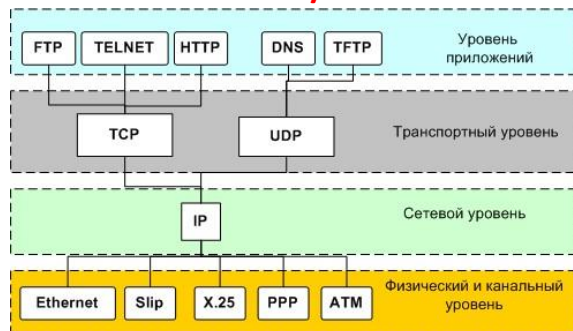 FTP TELNET HTTP DNS TFTP
Уровень
приложений
TCP UDP
Транспортный уровень
IP
Сетевой уровень
Физический и канальный
уровень
Ethernet Slip X.25 PPP ATM